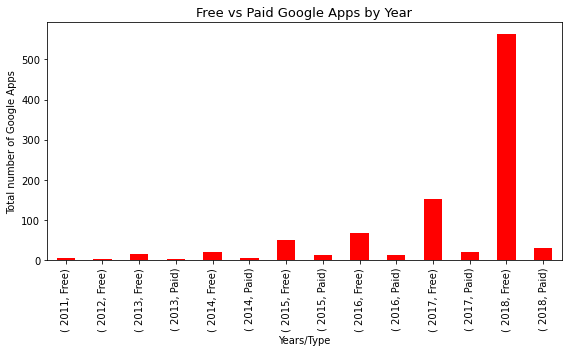 Free vs Paid Google Apps by Year
Total number of Google Apps
500
400
300
200
100
0
( 2011, Free)
( 2012, Free)
( 2013, Free)
( 2013, Paid)
( 2014, Free)
( 2014, Paid)
( 2015, Free)
( 2015, Paid)
( 2016, Free)
( 2016, Paid)
( 2017, Free)
( 2017, Paid)
( 2018, Free)
( 2018, Paid)
Years/Type